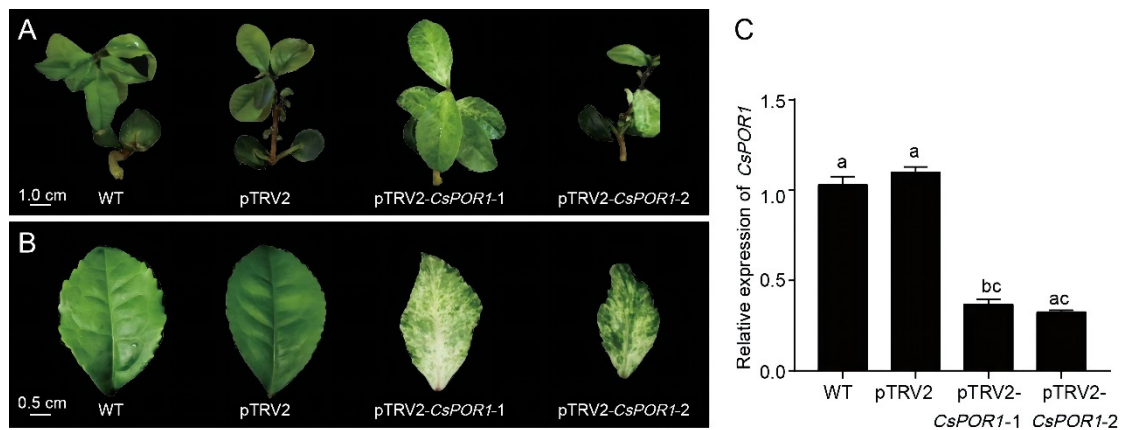 A
1.0 cm
WT
pTRV2
pTRV2-CsPOR1-1
pTRV2-CsPOR1-2
B
0.5 cm
WT
pTRV2
pTRV2-CsPOR1-1
pTRV2-CsPOR1-2
C
Relative expression of CsPOR1
1.5
1.0
0.5
0.0
a
a
bc
ac
WT
pTRV2
pTRV2-
CsPOR1-1
pTRV2-
CsPOR1-2